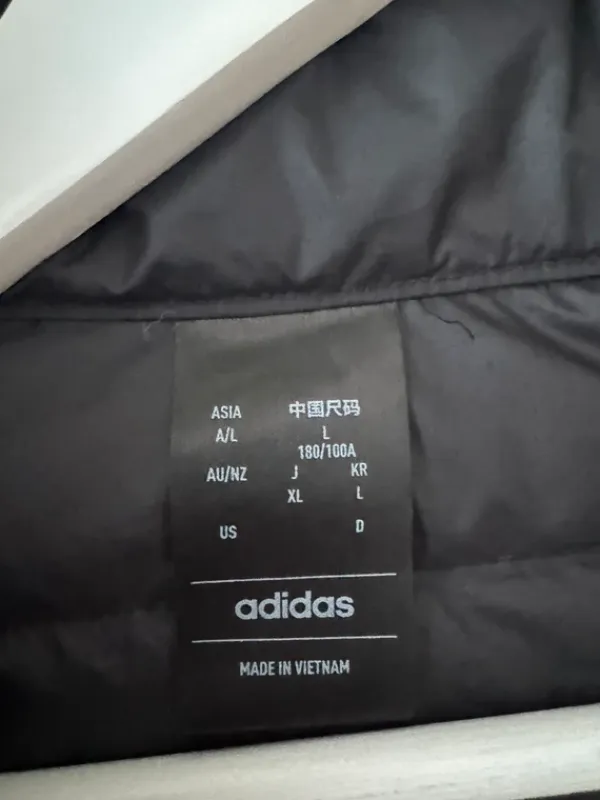 ASIA 中国尺码
A/L L
180/100A
AU/NZ J KR
XL L
US D
adidas
MADE IN VIETNAM